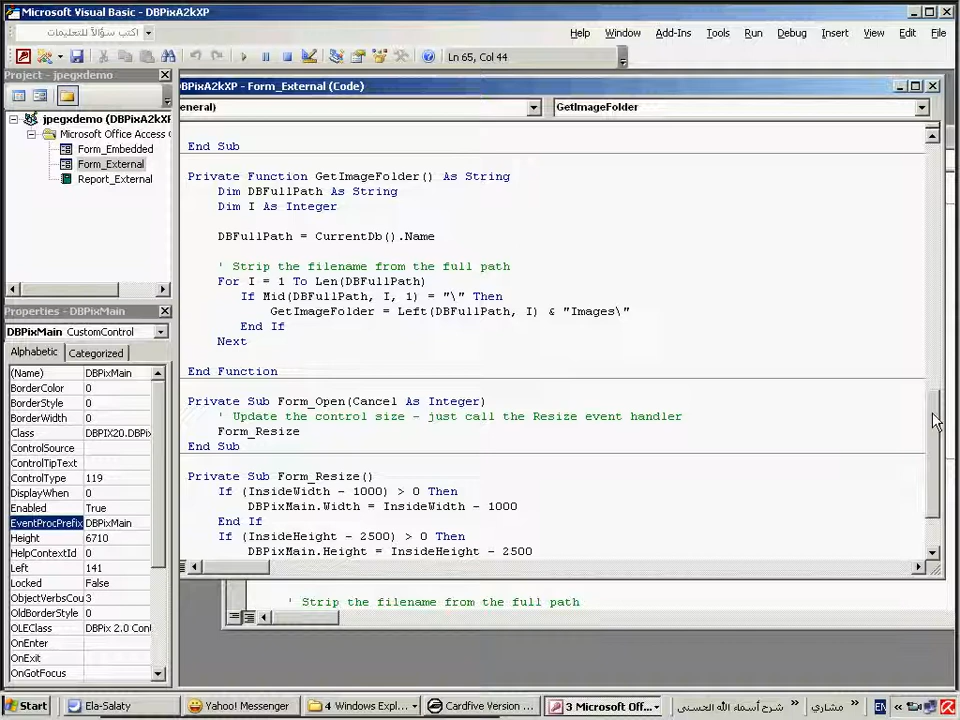 Microsoft Visual Basic - DBPixA2kXP
اكتب سؤالاً للتعليمات
Help Window Add-Ins Tools Run Debug Insert View Edit File
Ln 65, Col 44
Project - jpegxdemo
jpegxdemo (DBPixA2kXP
Microsoft Office Access
Form_Embedded
Form_External
Report_External
Properties - DBPixMain
DBPixMain CustomControl
Alphabetic Categorized
(Name) DBPixMain
BorderColor 0
BorderStyle 0
BorderWidth 0
Class DBPIX20.DBPix
ControlSource
ControlTipText
ControlType 119
DisplayWhen 0
Enabled True
EventProcPrefix DBPixMain
Height 6710
HelpContextId 0
Left 141
Locked False
ObjectVerbsCou 3
OldBorderStyle 0
OLEClass DBPix 2.0 Cont
OnEnter
OnExit
OnGotFocus
DBPixA2kXP - Form_External (Code)
eneral) GetImageFolder
End Sub
Private Function GetImageFolder() As String
Dim DBFullPath As String
Dim I As Integer
DBFullPath = CurrentDb().Name
' Strip the filename from the full path
For I = 1 To Len(DBFullPath)
If Mid(DBFullPath, I, 1) = "\" Then
GetImageFolder = Left(DBFullPath, I) & "Images\"
End If
Next
End Function
Private Sub Form_Open(Cancel As Integer)
' Update the control size - just call the Resize event handler
Form_Resize
End Sub
Private Sub Form_Resize()
If (InsideWidth - 1000) > 0 Then
DBPixMain.Width = InsideWidth - 1000
End If
If (InsideHeight - 2500) > 0 Then
DBPixMain.Height = InsideHeight - 2500
' Strip the filename from the full path
Start Ela-Salaty Yahoo! Messenger 4 Windows Expl... Cardfive Version ... 3 Microsoft Off... شرح أسماء الله الحسنى » مشاري » EN «